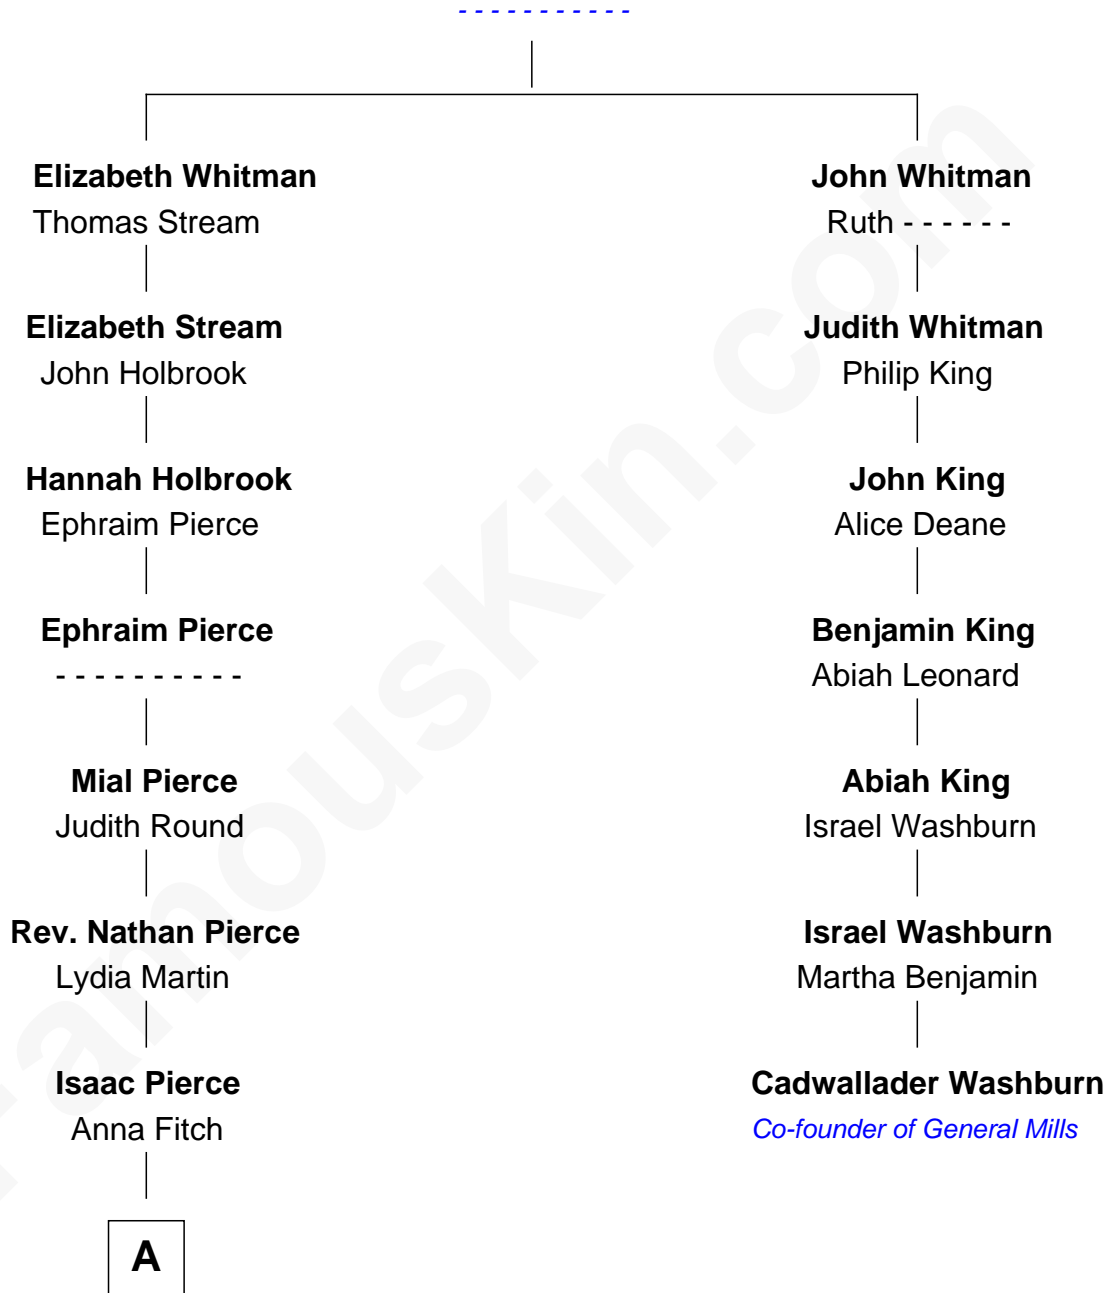 - - - - - - - - - - -
Elizabeth Whitman
Thomas Stream
John Whitman
Ruth - - - - - -
Elizabeth Stream
John Holbrook
Judith Whitman
Philip King
Hannah Holbrook
Ephraim Pierce
John King
Alice Deane
Ephraim Pierce
- - - - - - - - - -
Benjamin King
Abiah Leonard
Mial Pierce
Judith Round
Abiah King
Israel Washburn
Rev. Nathan Pierce
Lydia Martin
Israel Washburn
Martha Benjamin
Isaac Pierce
Anna Fitch
Cadwallader Washburn
Co-founder of General Mills
A
FamousKin.com